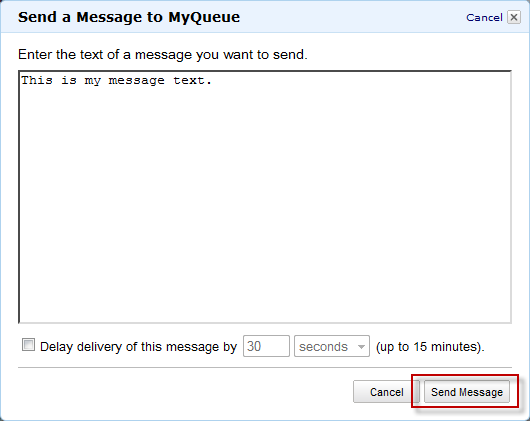 Send a Message to MyQueue Cancel
Enter the text of a message you want to send.
This is my message text.
Delay delivery of this message by 30 seconds (up to 15 minutes).
Cancel Send Message